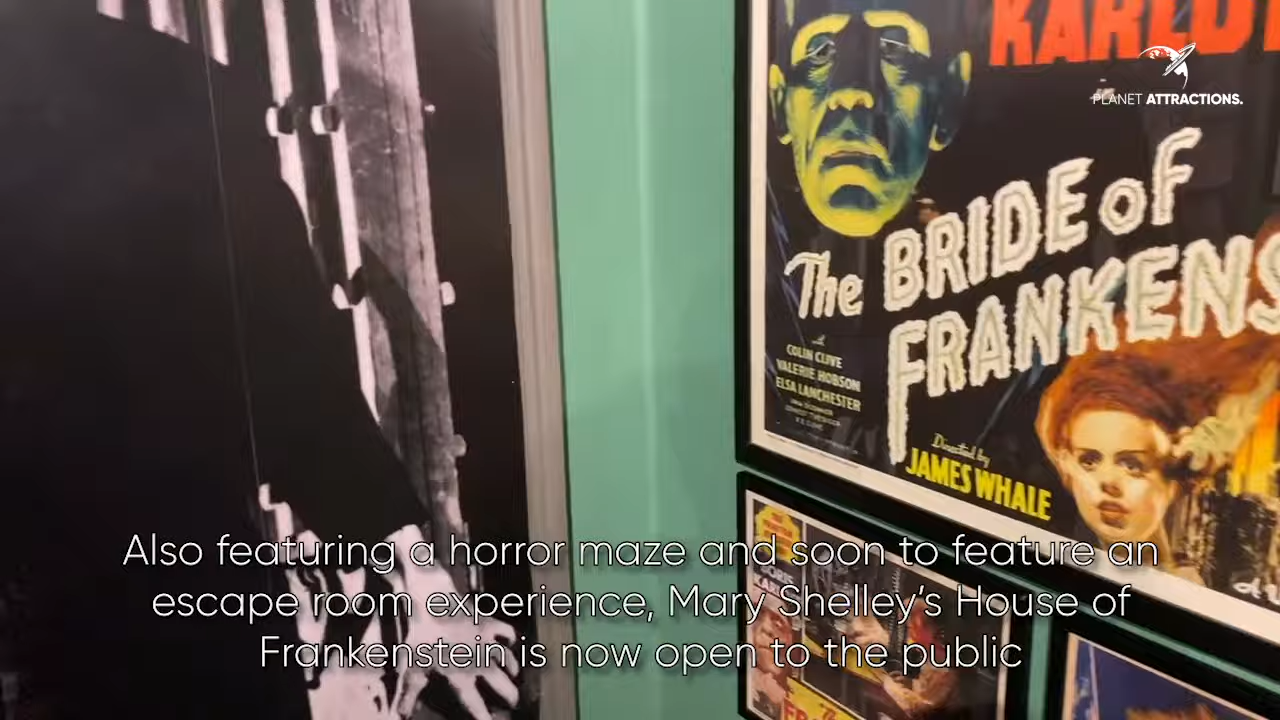 KARLO
PLANET ATTRACTIONS.
The BRIDE of
FRANKENS
with
COLIN CLIVE
VALERIE HOBSON
ELSA LANCHESTER
Directed by
JAMES WHALE
Also featuring a horror maze and soon to feature an
escape room experience, Mary Shelley's House of
Frankenstein is now open to the public